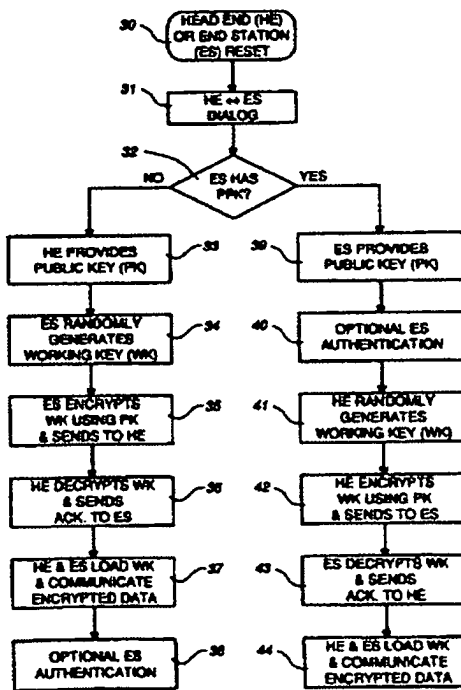 30
HEAD END (HE)
OR END STATION
(ES) RESET
31
HE ↔ ES
DIALOG
32
NO
ES HAS
PPK?
YES
HE PROVIDES
PUBLIC KEY (PK)
33
ES RANDOMLY
GENERATES
WORKING KEY (WK)
34
ES ENCRYPTS
WK USING PK
& SENDS TO HE
35
HE DECRYPTS WK
& SENDS
ACK. TO ES
36
HE & ES LOAD WK
& COMMUNICATE
ENCRYPTED DATA
37
OPTIONAL ES
AUTHENTICATION
38
39
ES PROVIDES
PUBLIC KEY (PK)
40
OPTIONAL ES
AUTHENTICATION
41
HE RANDOMLY
GENERATES
WORKING KEY (WK)
42
HE ENCRYPTS
WK USING PK
& SENDS TO ES
43
ES DECRYPTS WK
& SENDS
ACK. TO HE
44
HE & ES LOAD WK
& COMMUNICATE
ENCRYPTED DATA